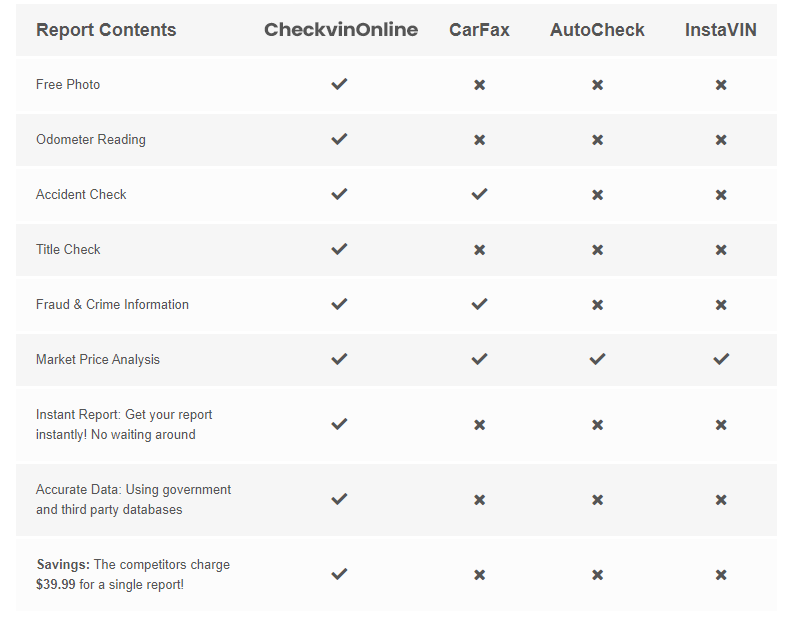 Report Contents CheckvinOnline CarFax AutoCheck InstaVIN
Free Photo ✔ ✖ ✖ ✖
Odometer Reading ✔ ✖ ✖ ✖
Accident Check ✔ ✔ ✖ ✖
Title Check ✔ ✖ ✖ ✖
Fraud & Crime Information ✔ ✔ ✖ ✖
Market Price Analysis ✔ ✔ ✔ ✔
Instant Report: Get your report
instantly! No waiting around ✔ ✖ ✖ ✖
Accurate Data: Using government
and third party databases ✔ ✖ ✖ ✖
Savings: The competitors charge
$39.99 for a single report! ✔ ✖ ✖ ✖